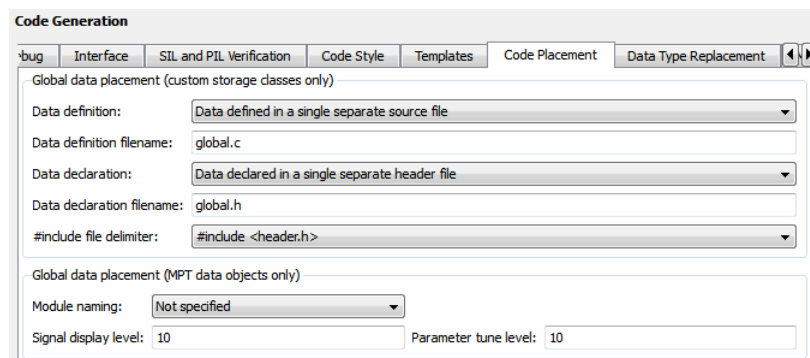 Code Generation
bug Interface SIL and PIL Verification Code Style Templates Code Placement Data Type Replacement
Global data placement (custom storage classes only)
Data definition: Data defined in a single separate source file
Data definition filename: global.c
Data declaration: Data declared in a single separate header file
Data declaration filename: global.h
#include file delimiter: #include <header.h>
Global data placement (MPT data objects only)
Module naming: Not specified
Signal display level: 10 Parameter tune level: 10